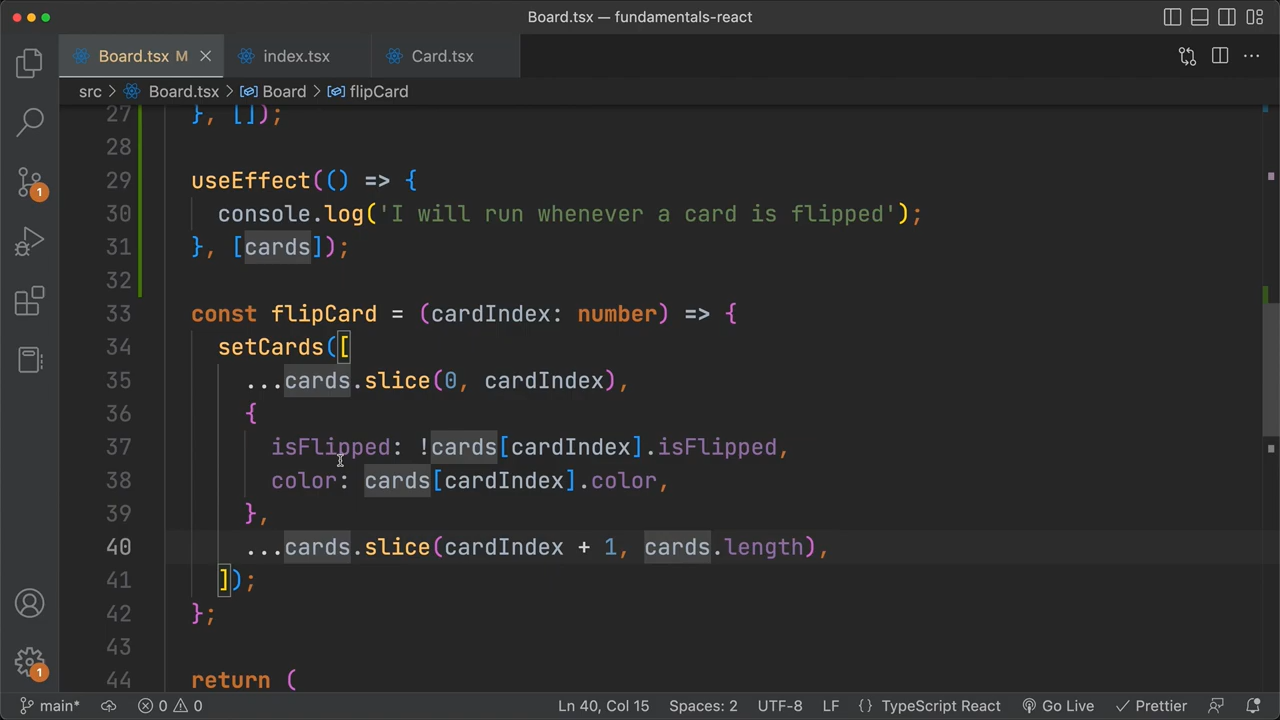 Board.tsx — fundamentals-react
Board.tsx M
index.tsx
Card.tsx
src > Board.tsx > Board > flipCard
27 }, []);
28
29 useEffect(() => {
30 console.log('I will run whenever a card is flipped');
31 }, [cards]);
32
33 const flipCard = (cardIndex: number) => {
34 setCards([
35 ...cards.slice(0, cardIndex),
36 {
37 isFlipped: !cards[cardIndex].isFlipped,
38 color: cards[cardIndex].color,
39 },
40 ...cards.slice(cardIndex + 1, cards.length),
41 ]);
42 };
43
44 return (
1
1
main* 0 0 Ln 40, Col 15 Spaces: 2 UTF-8 LF {} TypeScript React Go Live Prettier